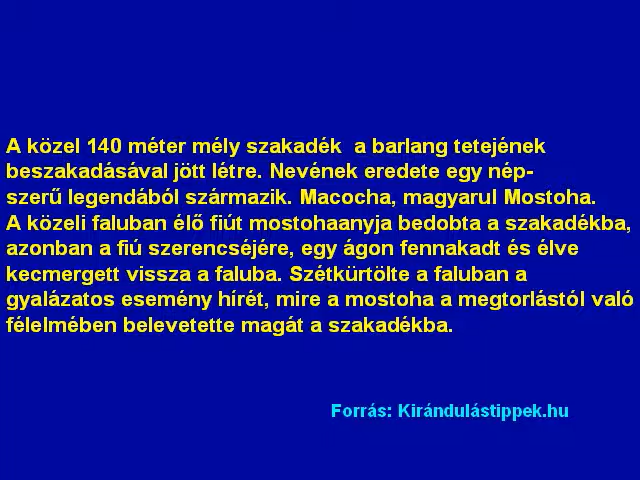 A közel 140 méter mély szakadék  a barlang tetejének
beszakadásával jött létre. Nevének eredete egy nép-
szerű legendából származik. Macocha, magyarul Mostoha.
A közeli faluban élő fiút mostohaanyja bedobta a szakadékba,
azonban a fiú szerencséjére, egy ágon fennakadt és élve
kecmergett vissza a faluba. Szétkürtölte a faluban a
gyalázatos esemény hírét, mire a mostoha a megtorlástól való
félelmében belevetette magát a szakadékba.
Forrás: Kirándulástippek.hu